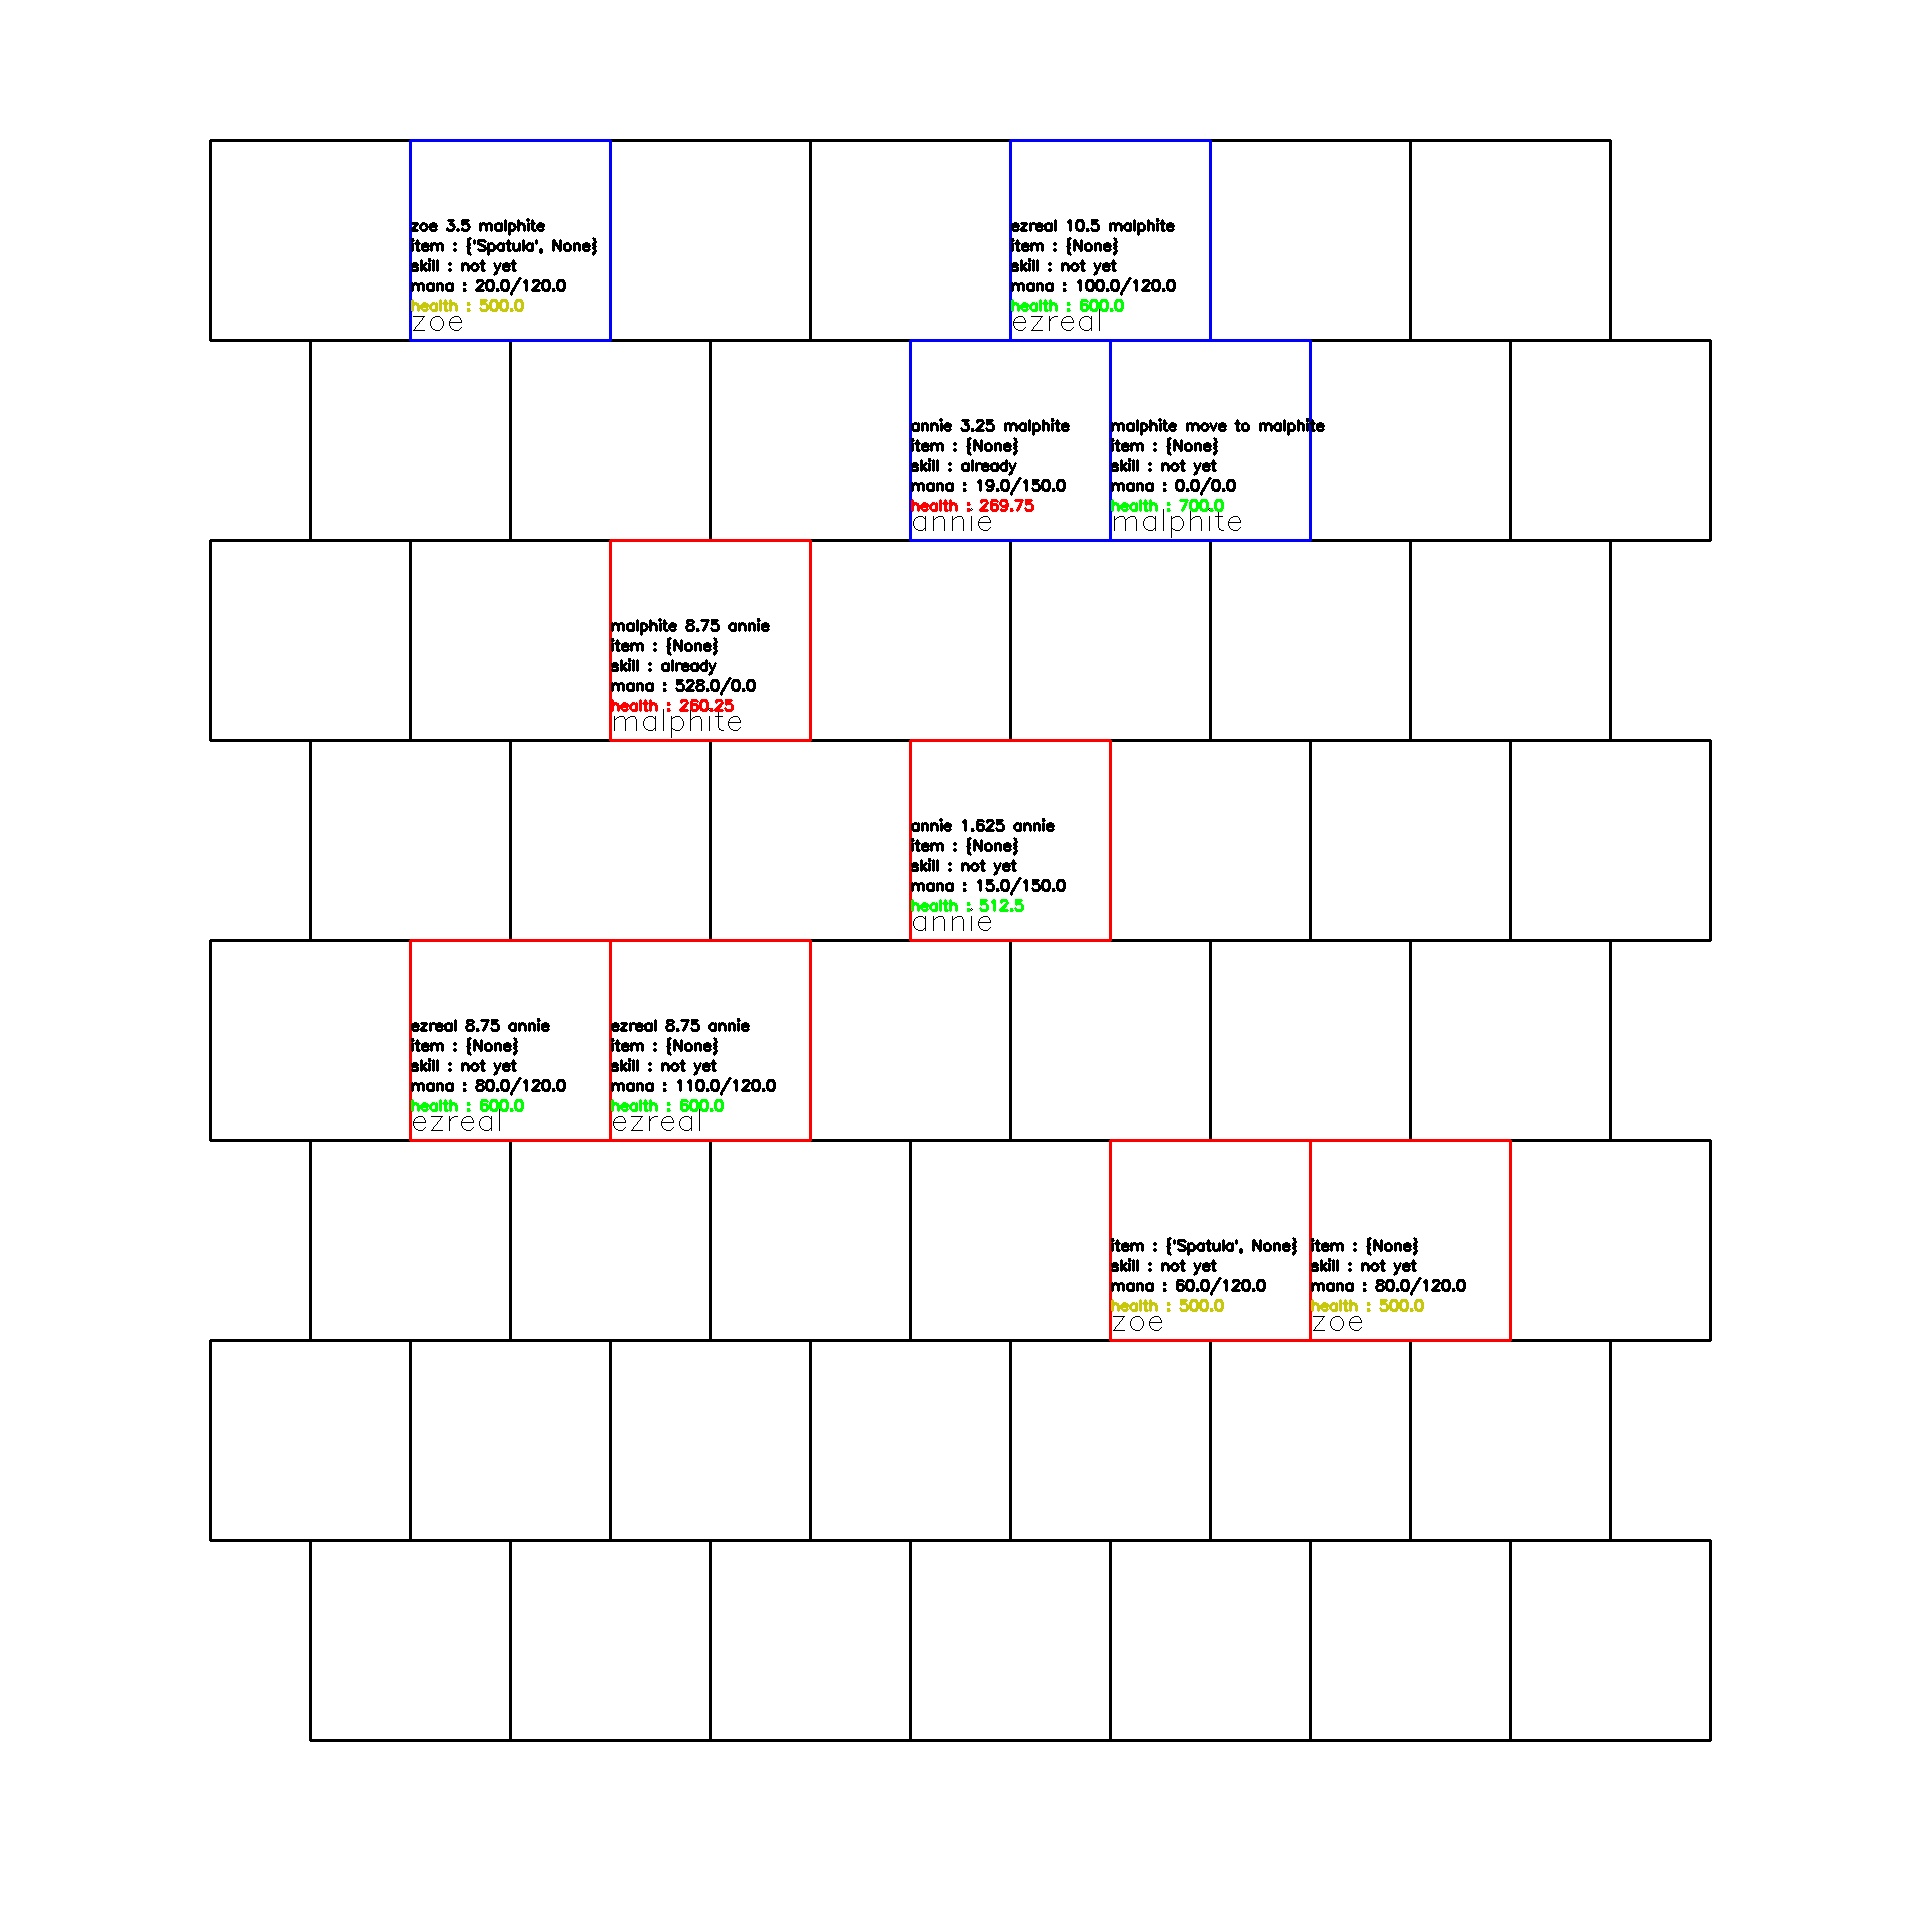 zoe 3.5 malphite
item : {'Spatula', None}
skill : not yet
mana : 20.0/120.0
health : 500.0
zoe
ezreal 10.5 malphite
item : {None}
skill : not yet
mana : 100.0/120.0
health : 600.0
ezreal
annie 3.25 malphite
item : {None}
skill : already
mana : 19.0/150.0
health : 269.75
annie
malphite move to malphite
item : {None}
skill : not yet
mana : 0.0/0.0
health : 700.0
malphite
malphite 8.75 annie
item : {None}
skill : already
mana : 528.0/0.0
health : 260.25
malphite
annie 1.625 annie
item : {None}
skill : not yet
mana : 15.0/150.0
health : 512.5
annie
ezreal 8.75 annie
item : {None}
skill : not yet
mana : 80.0/120.0
health : 600.0
ezreal
ezreal 8.75 annie
item : {None}
skill : not yet
mana : 110.0/120.0
health : 600.0
ezreal
item : {'Spatula', None}
skill : not yet
mana : 60.0/120.0
health : 500.0
zoe
item : {None}
skill : not yet
mana : 80.0/120.0
health : 500.0
zoe